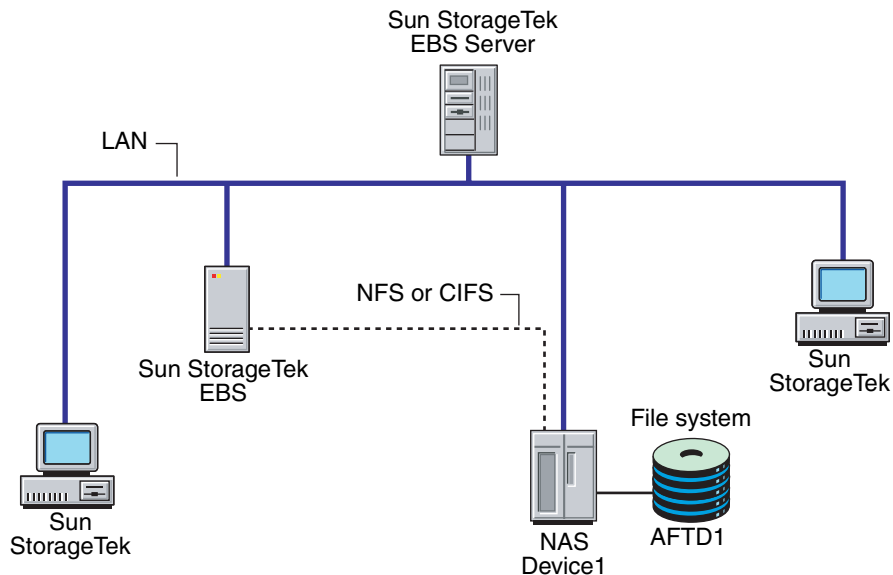 Sun StorageTek
EBS Server
LAN
NFS or CIFS
Sun StorageTek
EBS
Sun
StorageTek
File system
Sun
StorageTek
NAS
Device1
AFTD1